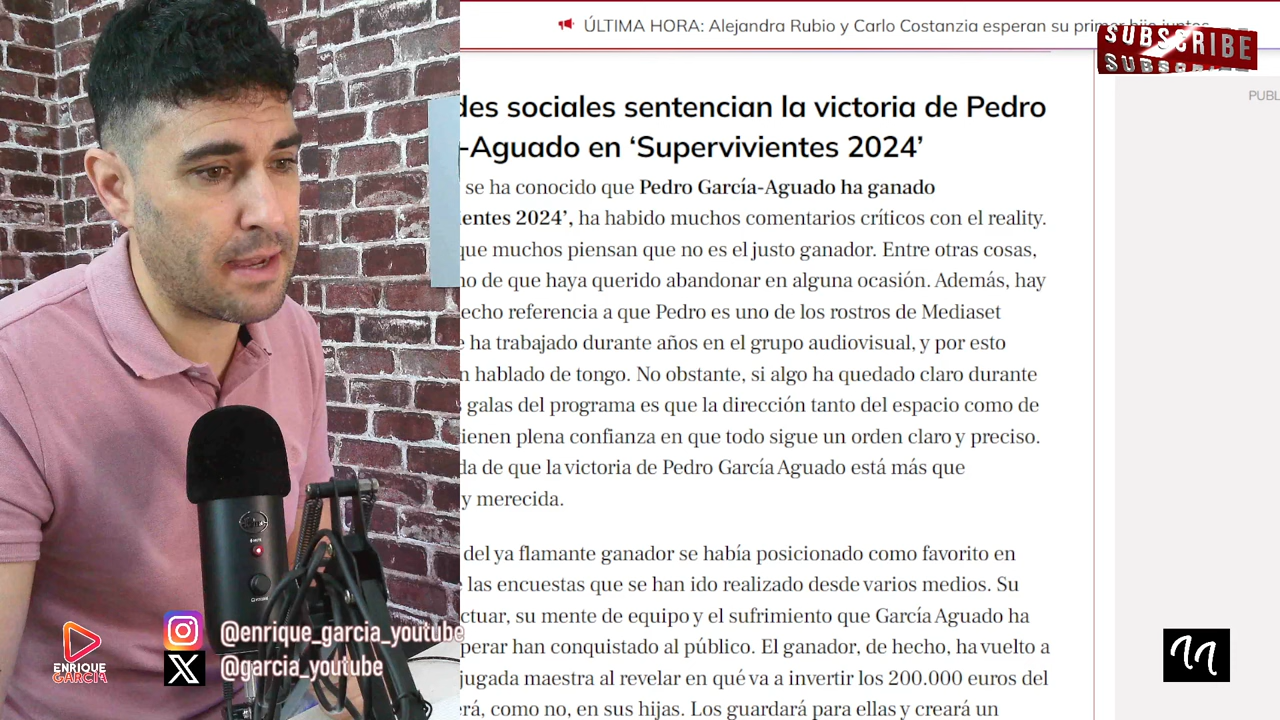 ÚLTIMA HORA: Alejandra Rubio y Carlo Costanzia esperan su primer hijo juntos
SUBSCRIBE
PUBL
des sociales sentencian la victoria de Pedro
-Aguado en ‘Supervivientes 2024’
se ha conocido que Pedro García-Aguado ha ganado
ientes 2024’, ha habido muchos comentarios críticos con el reality.
que muchos piensan que no es el justo ganador. Entre otras cosas,
no de que haya querido abandonar en alguna ocasión. Además, hay
echo referencia a que Pedro es uno de los rostros de Mediaset
e ha trabajado durante años en el grupo audiovisual, y por esto
n hablado de tongo. No obstante, si algo ha quedado claro durante
galas del programa es que la dirección tanto del espacio como de
ienen plena confianza en que todo sigue un orden claro y preciso.
da de que la victoria de Pedro García Aguado está más que
y merecida.
del ya flamante ganador se había posicionado como favorito en
e las encuestas que se han ido realizado desde varios medios. Su
ctuar, su mente de equipo y el sufrimiento que García Aguado ha
perar han conquistado al público. El ganador, de hecho, ha vuelto a
jugada maestra al revelar en qué va a invertir los 200.000 euros del
erá, como no, en sus hijas. Los guardará para ellas y creará un
@enrique_garcia_youtube
@garcia_youtube
ENRIQUE
GARCIA